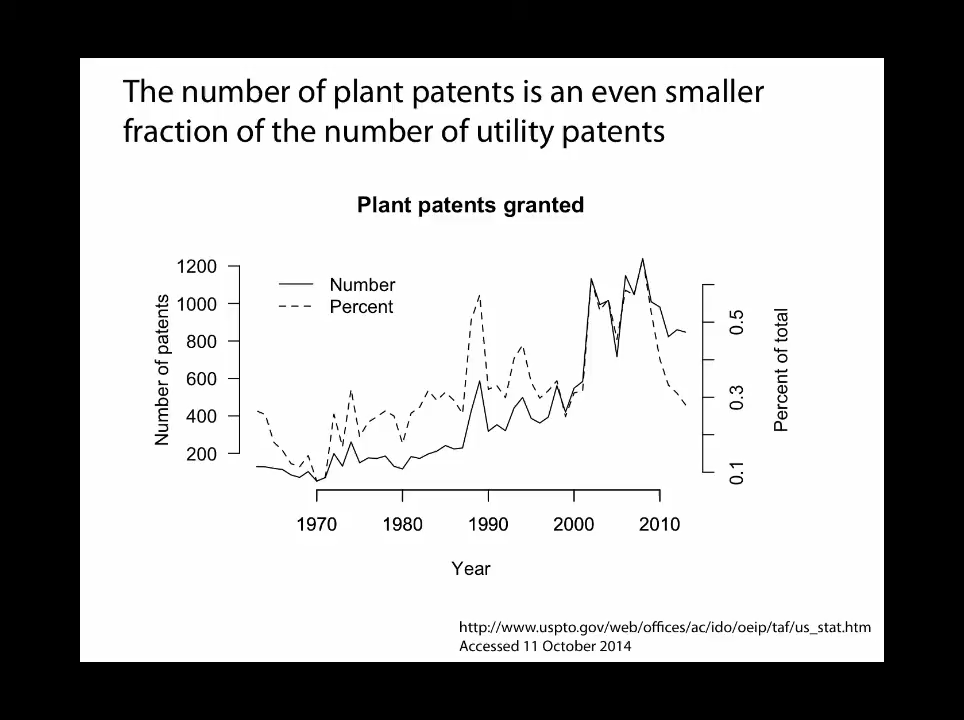 The number of plant patents is an even smaller
fraction of the number of utility patents
Plant patents granted
Number
Percent
Number of patents
1200
1000
800
600
400
200
0.5
0.3
0.1
Percent of total
1970 1980 1990 2000 2010
Year
http://www.uspto.gov/web/offices/ac/ido/oeip/taf/us_stat.htm
Accessed 11 October 2014